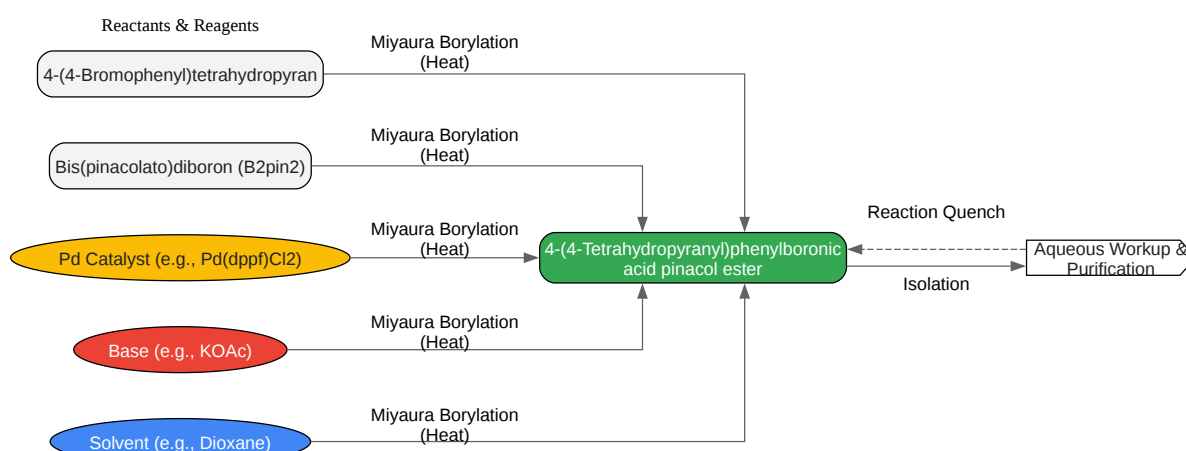 Reactants & Reagents
Miyaura Borylation
(Heat)
4-(4-Bromophenyl)tetrahydropyran
Miyaura Borylation
(Heat)
Bis(pinacolato)diboron (B2pin2)
Miyaura Borylation
(Heat)
Pd Catalyst (e.g., Pd(dppf)Cl2)
4-(4-Tetrahydropyranyl)phenylboronic
acid pinacol ester
Reaction Quench
Aqueous Workup &
Purification
Isolation
Miyaura Borylation
(Heat)
Base (e.g., KOAc)
Miyaura Borylation
(Heat)
Solvent (e.g., Dioxane)